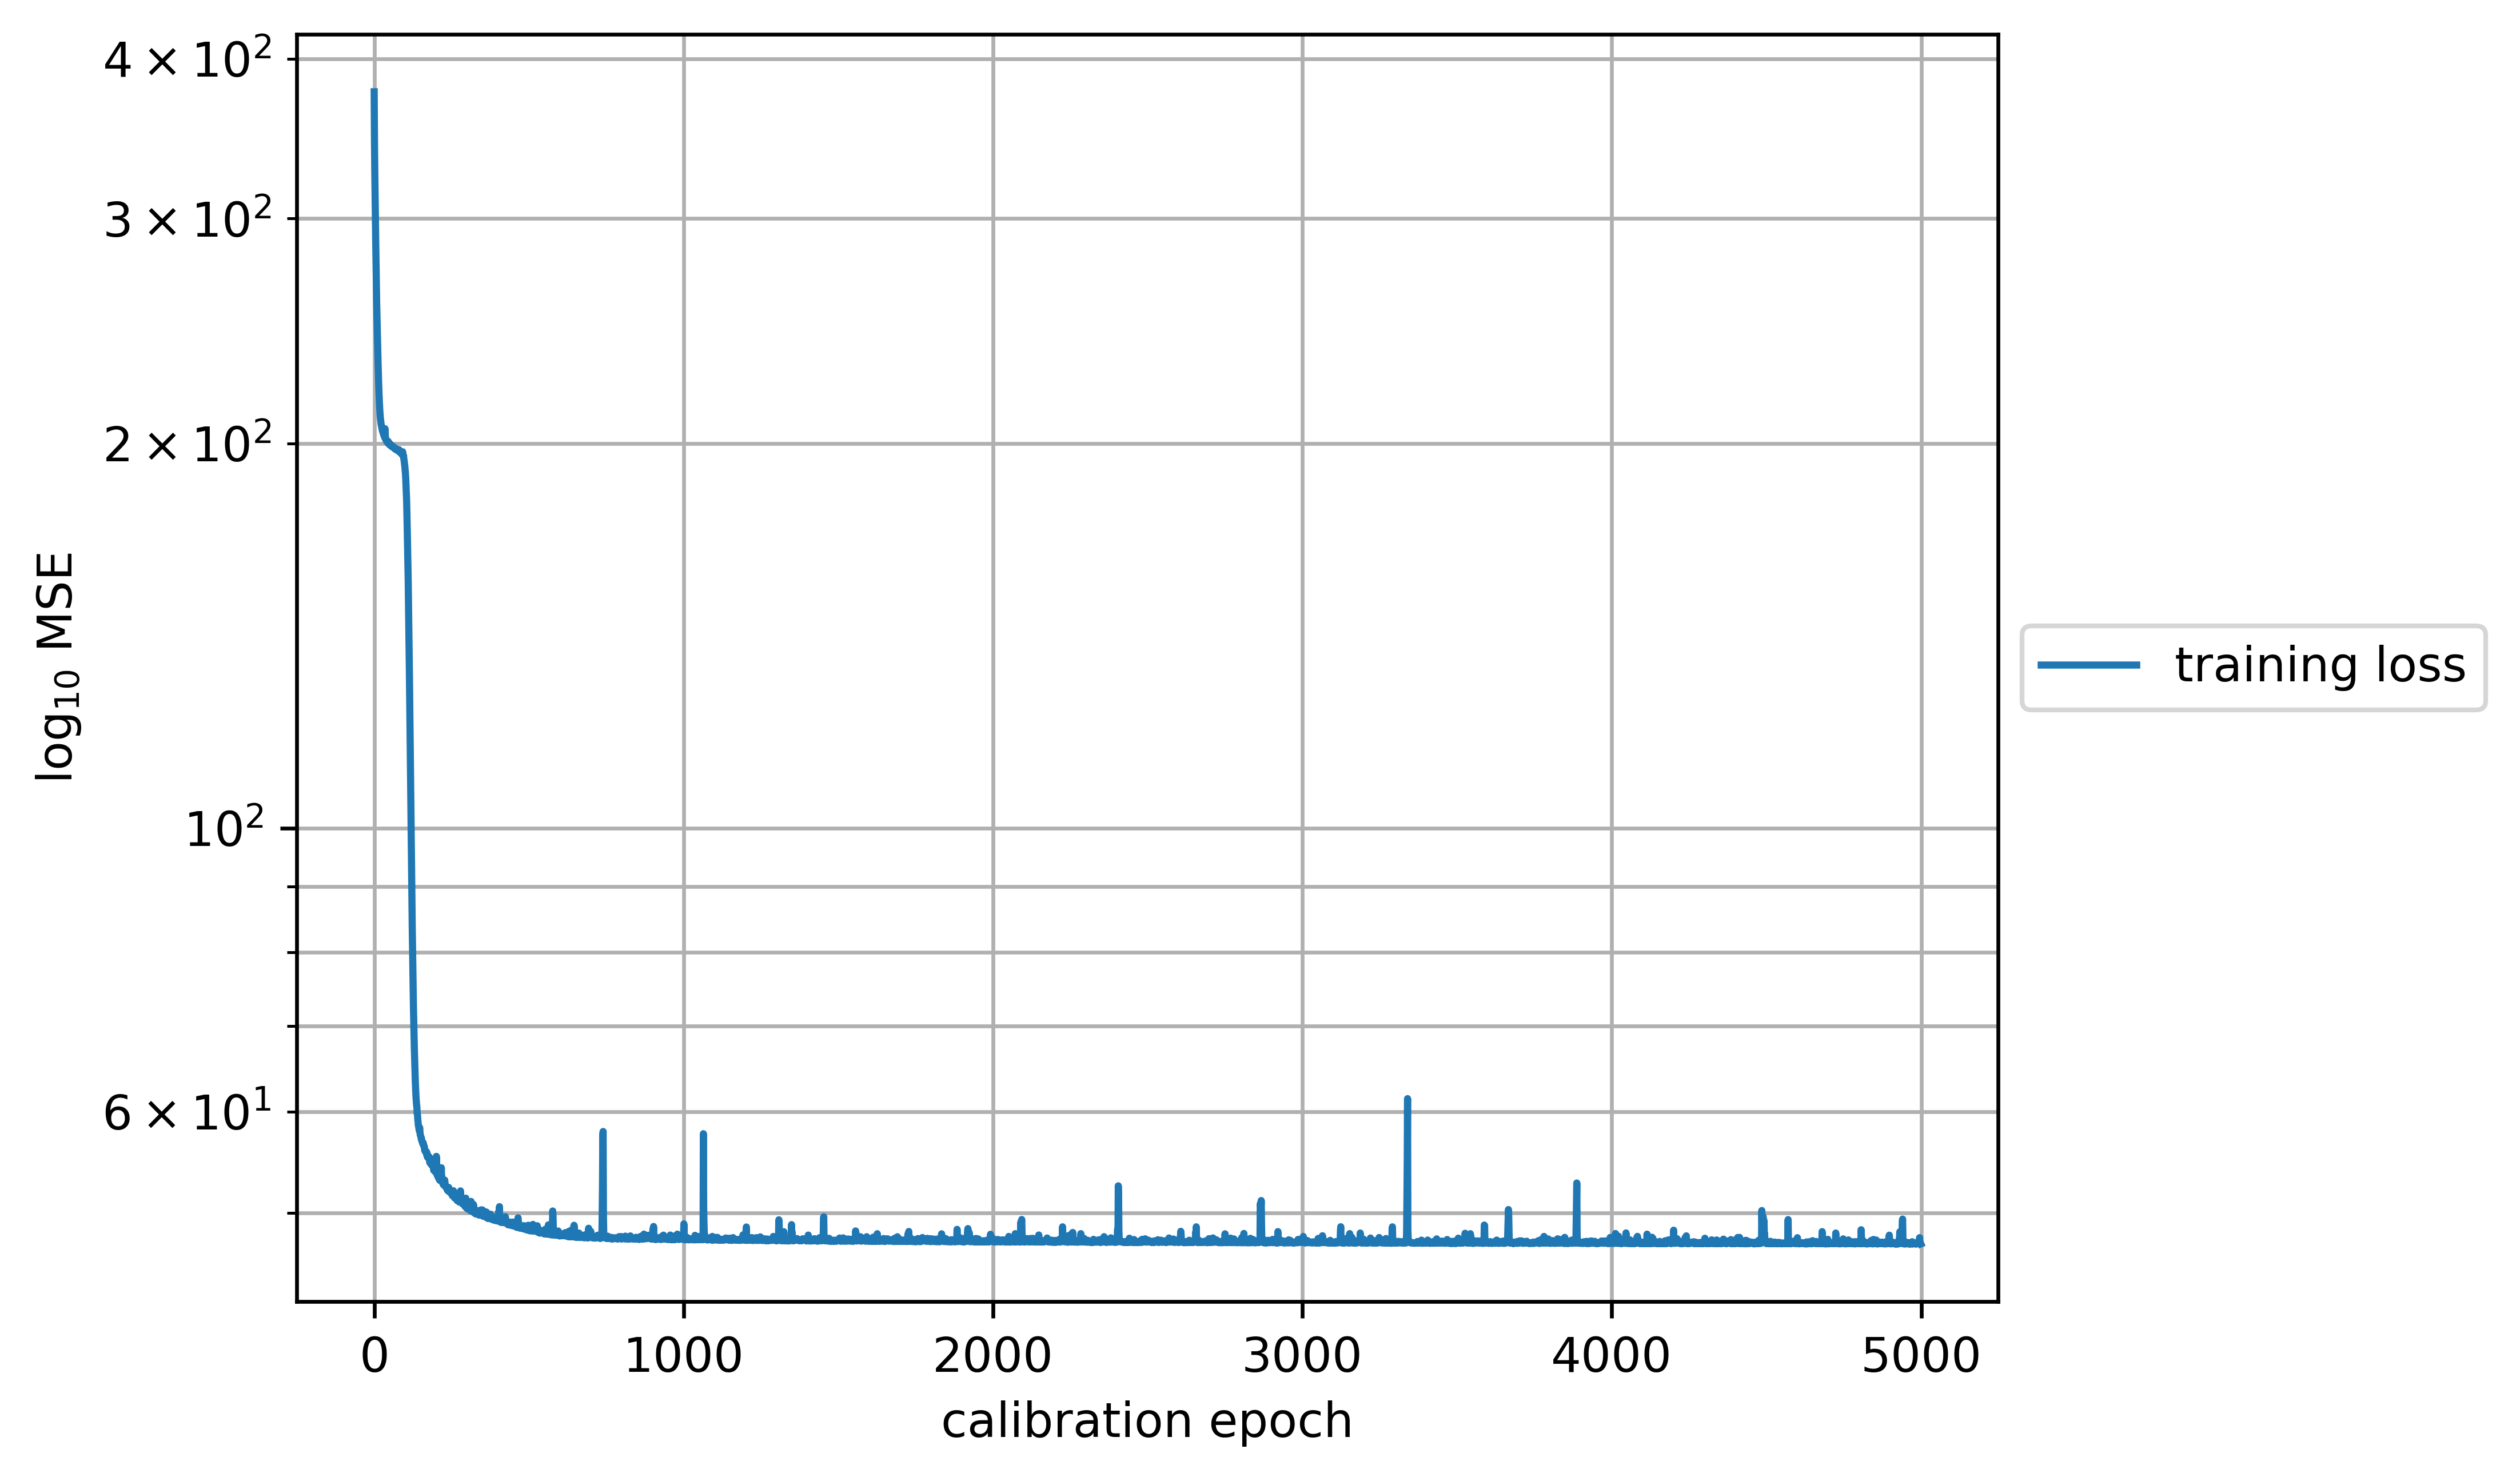 4 × 10²
3 × 10²
2 × 10²
10²
6 × 10¹
log₁₀ MSE
training loss
0 1000 2000 3000 4000 5000
calibration epoch